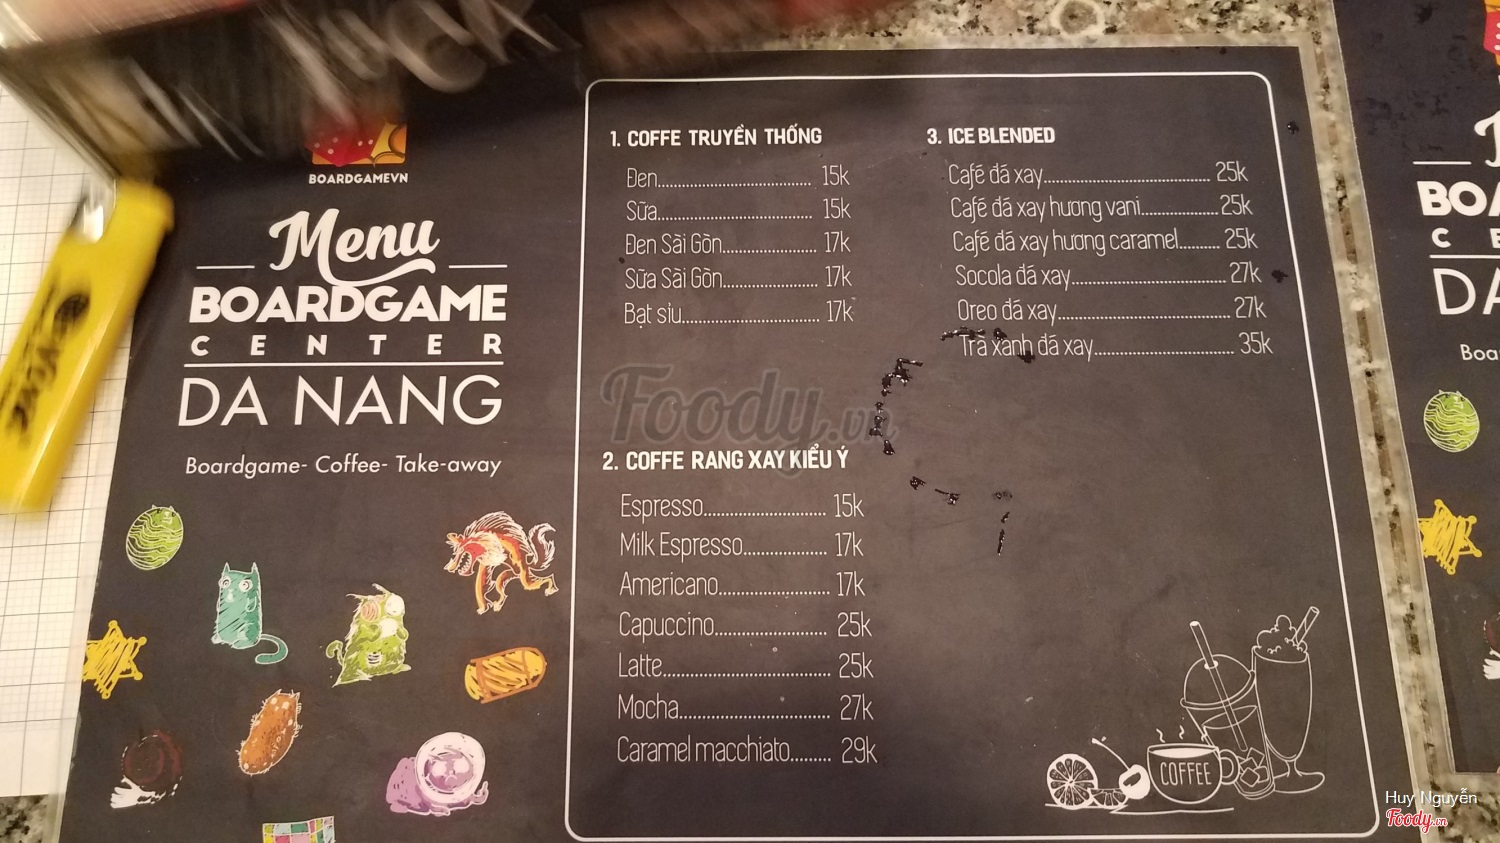 BOARDGAMEVN
Menu
BOARDGAME
CENTER
DA NANG
Boardgame- Coffee- Take-away
1. COFFE TRUYỀN THỐNG
Đen.................................. 15k
Sữa.................................. 15k
Đen Sài Gòn..................... 17k
Sữa Sài Gòn..................... 17k
Bạt sỉu.............................. 17k
2. COFFE RANG XAY KIỂU Ý
Espresso........................... 15k
Milk Espresso.................. 17k
Americano........................ 17k
Capuccino........................ 25k
Latte.................................. 25k
Mocha............................... 27k
Caramel macchiato......... 29k
3. ICE BLENDED
Café đá xay..................................... 25k
Café đá xay hương vani................. 25k
Café đá xay hương caramel......... 25k
Socola đá xay.................................. 27k
Oreo đá xay..................................... 27k
Trà xanh đá xay............................... 35k
COFFEE
Foody.vn
Huy Nguyễn
Foody.vn
BO
C E
DA
Boa